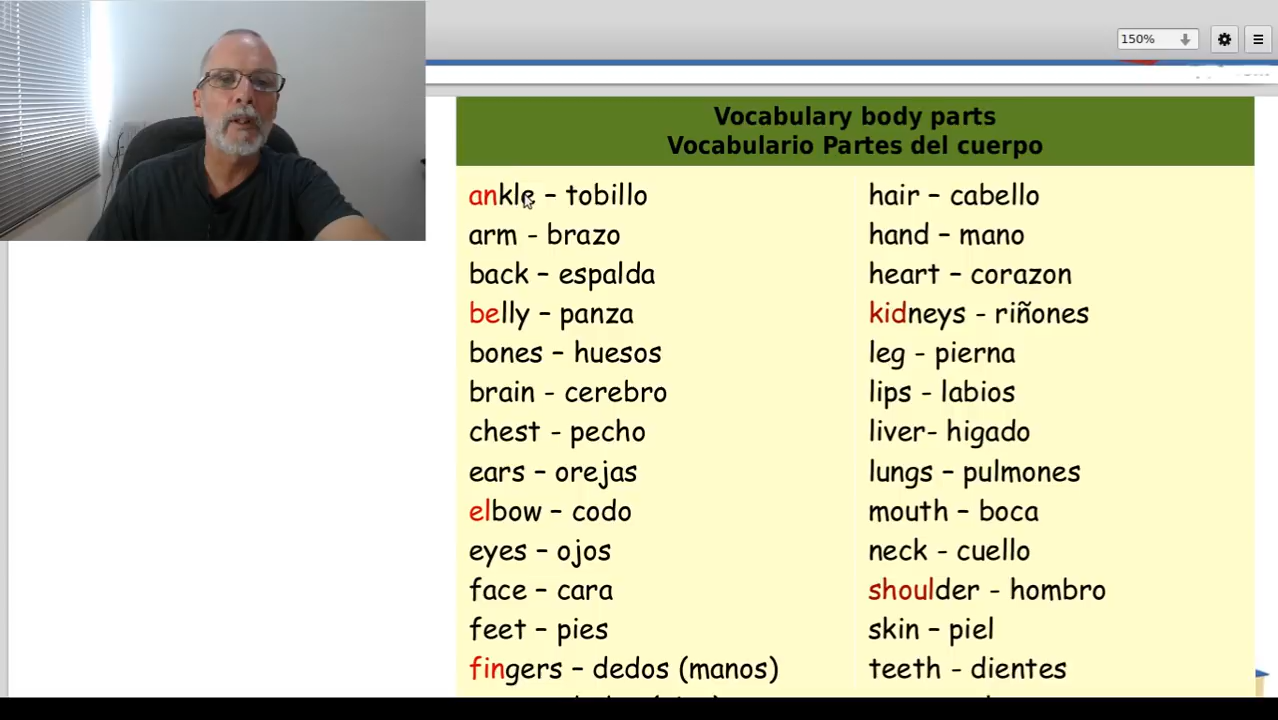 150%
Vocabulary body parts
Vocabulario Partes del cuerpo
ankle – tobillo
arm - brazo
back – espalda
belly – panza
bones – huesos
brain - cerebro
chest - pecho
ears – orejas
elbow – codo
eyes – ojos
face – cara
feet – pies
fingers – dedos (manos)
hair – cabello
hand – mano
heart – corazon
kidneys - riñones
leg - pierna
lips - labios
liver- higado
lungs – pulmones
mouth – boca
neck - cuello
shoulder - hombro
skin – piel
teeth - dientes